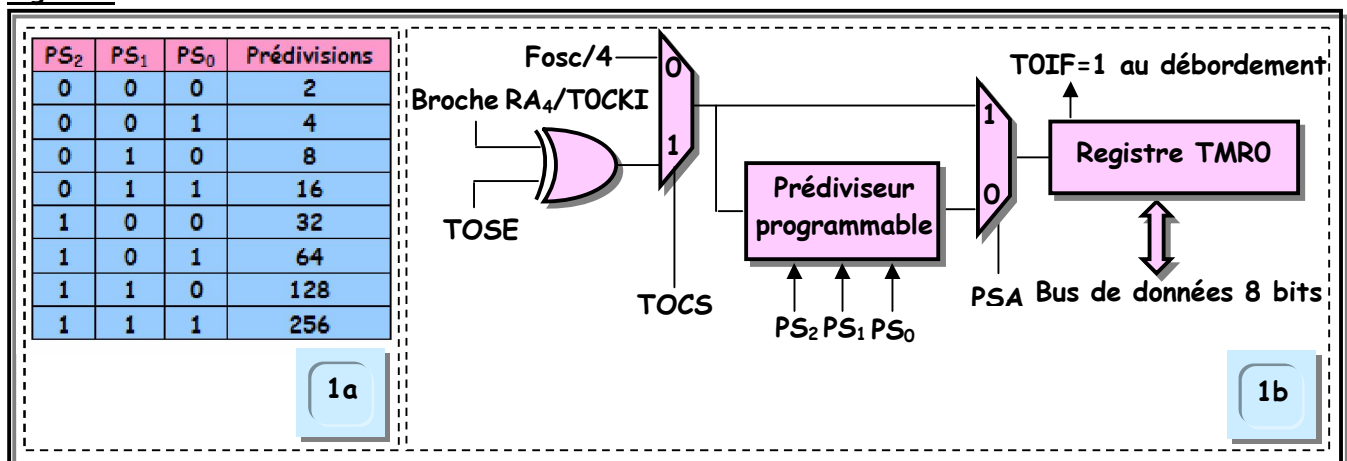 PS₂ PS₁ PS₀ Prédivisions
0 0 0 2
0 0 1 4
0 1 0 8
0 1 1 16
1 0 0 32
1 0 1 64
1 1 0 128
1 1 1 256
1a
Fosc/4
Broche RA₄/TOCKI
TOSE
0
1
TOCS
Prédiviseur
programmable
PS₂ PS₁ PS₀
1
0
PSA
TOIF=1 au débordement
Registre TMR0
Bus de données 8 bits
1b